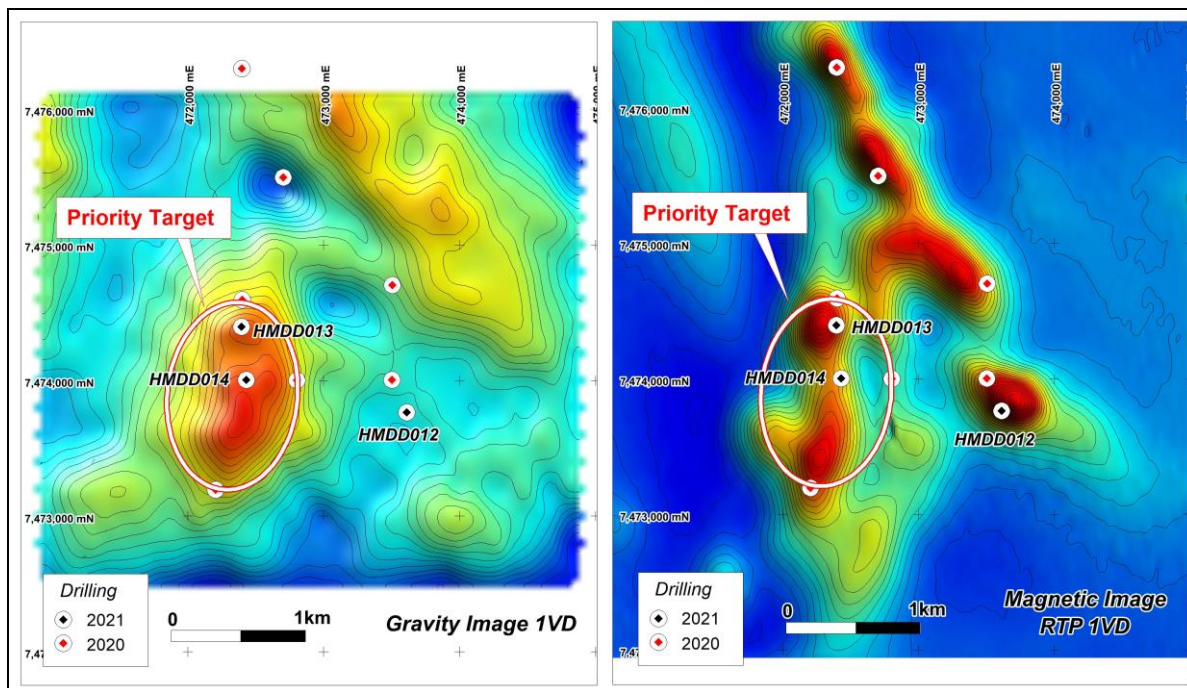 472,000 mE
473,000 mE
474,000 mE
7,476,000 mN
Priority Target
7,475,000 mN
HMDD013
HMDD014
7,474,000 mN
HMDD012
7,473,000 mN
Drilling
2021
2020
0
1km
Gravity Image 1VD
472,000 mE
473,000 mE
474,000 mE
7,476,000 mN
Priority Target
7,475,000 mN
HMDD013
HMDD014
7,474,000 mN
HMDD012
7,473,000 mN
Drilling
2021
2020
0
1km
Magnetic Image
RTP 1VD